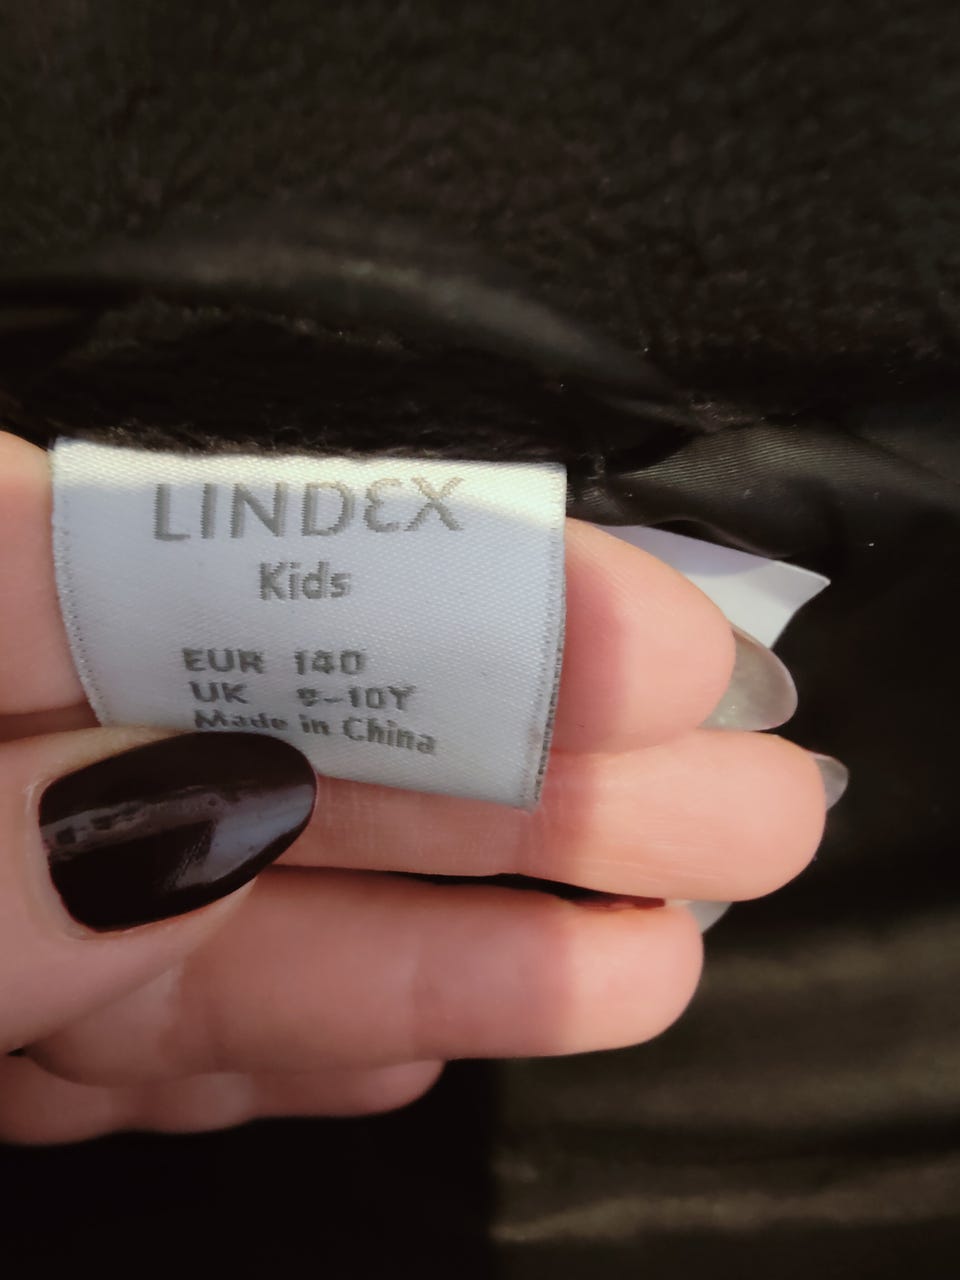 LINDEX
Kids
EUR 140
UK 9-10Y
Made in China